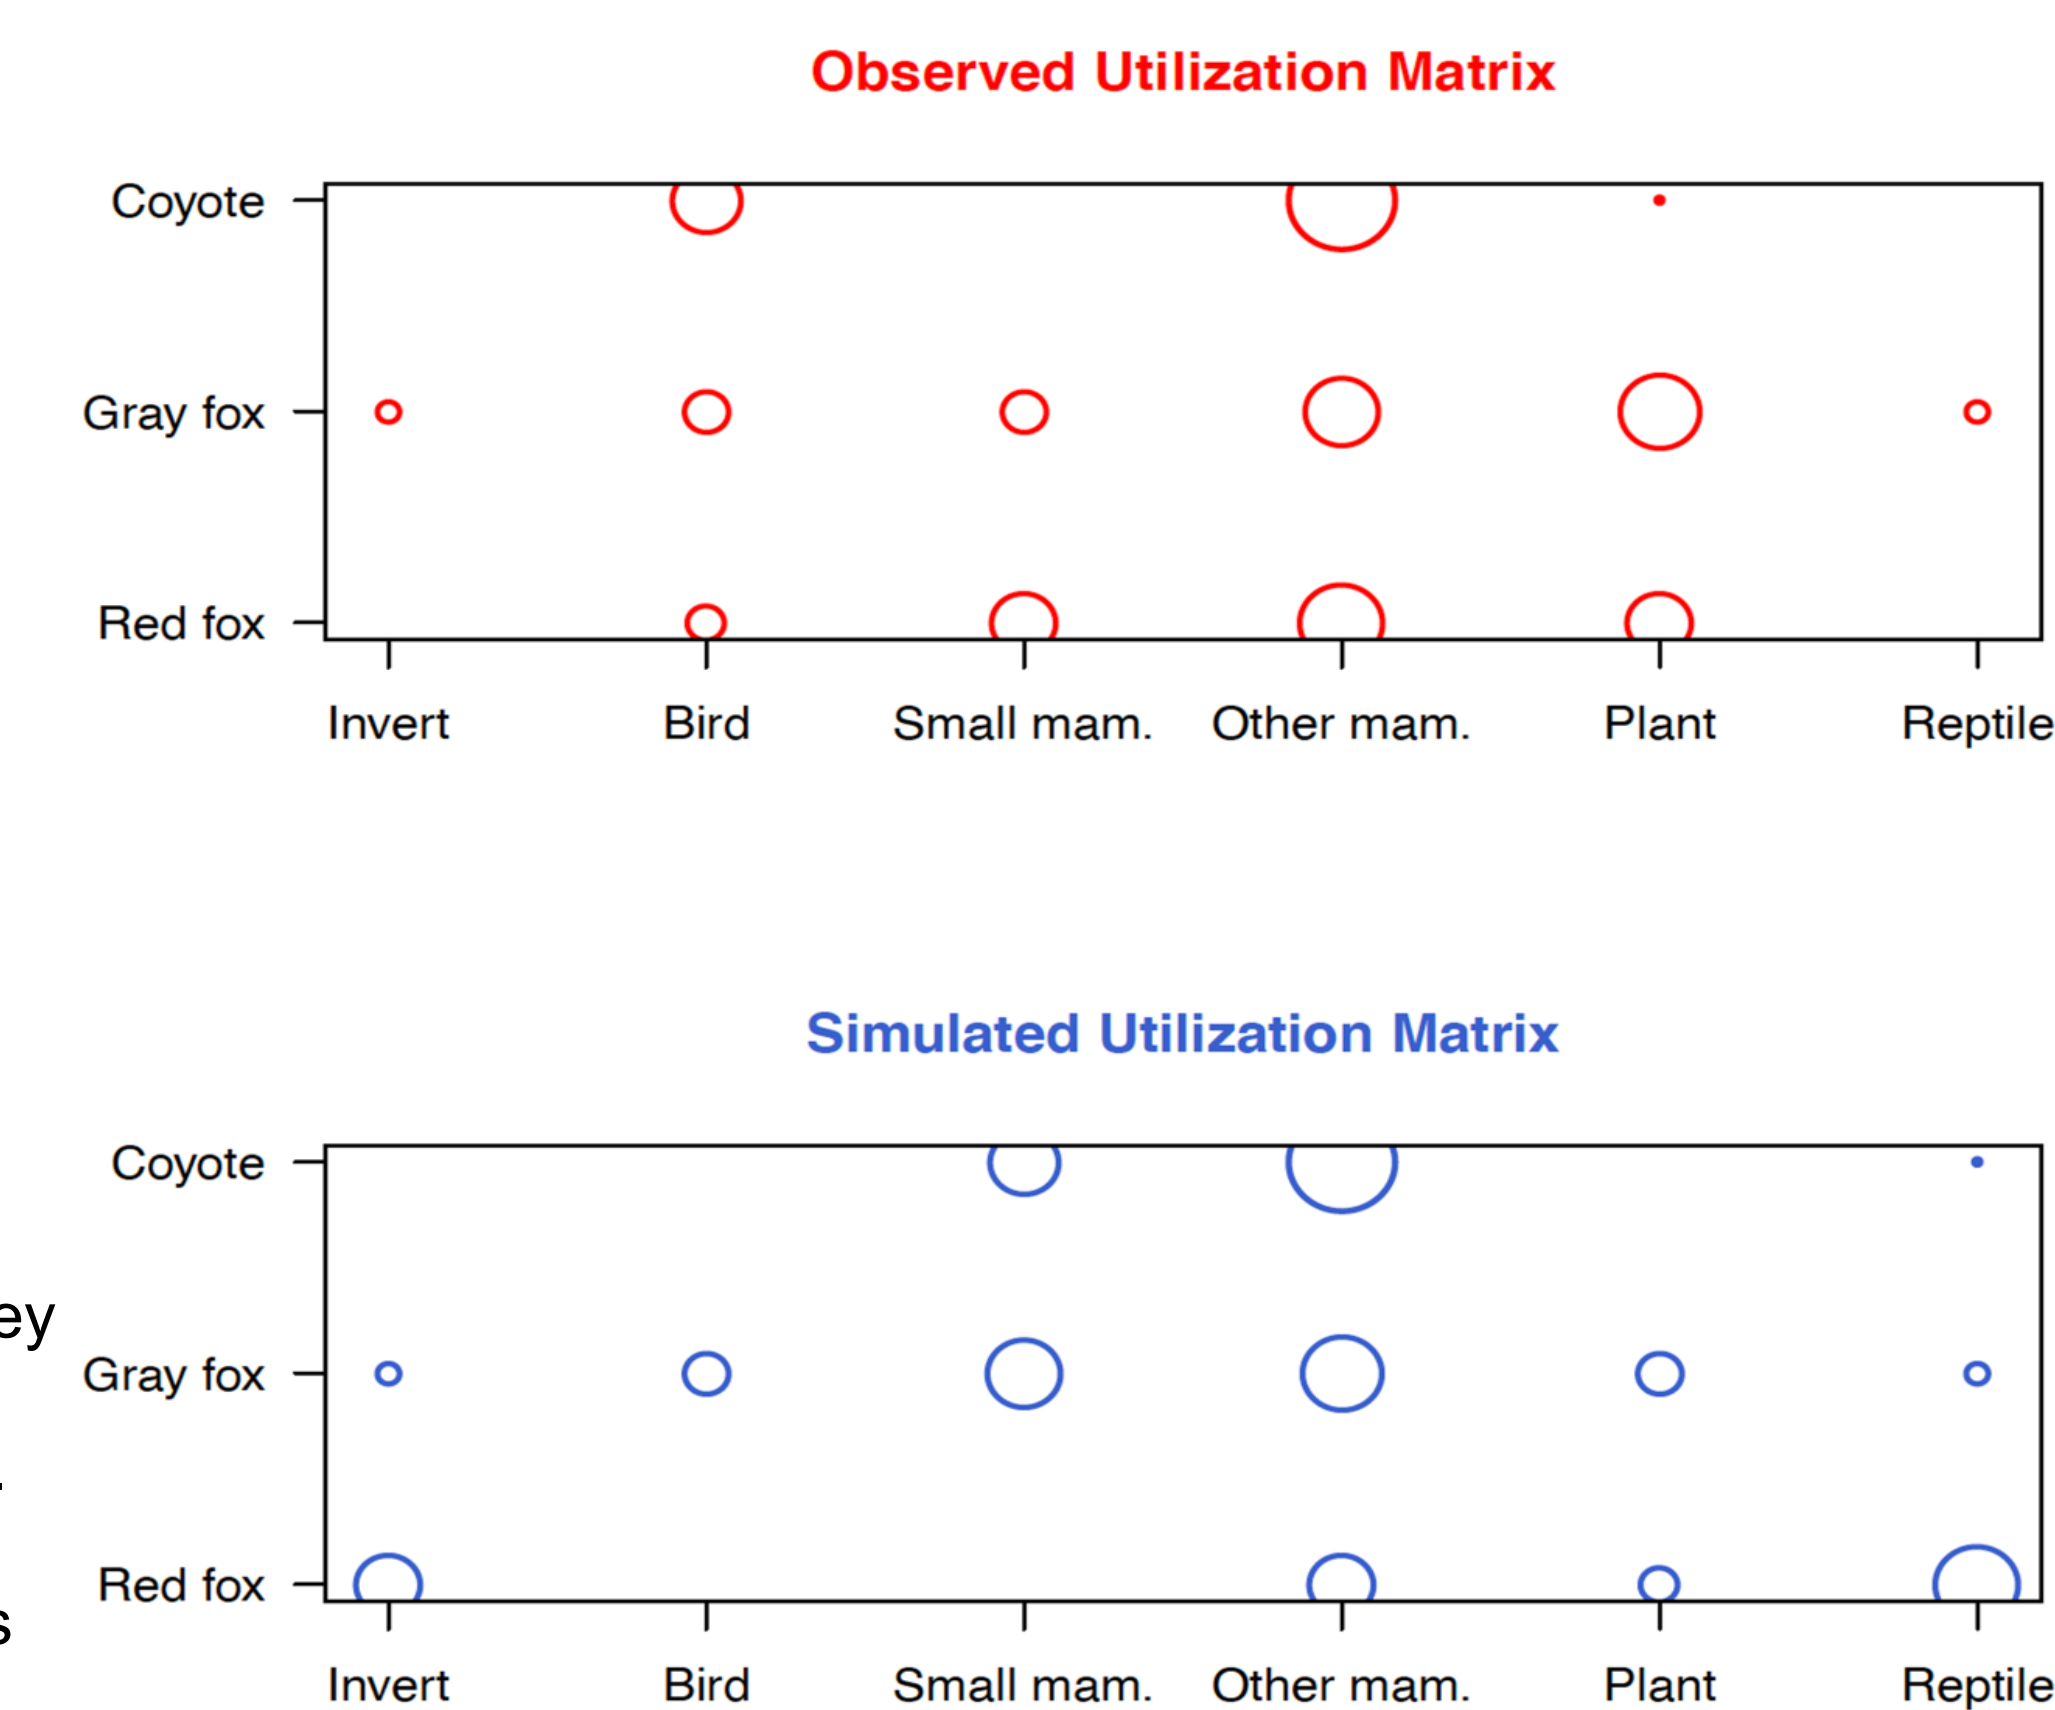 Observed Utilization Matrix
Coyote
Gray fox
Red fox
Invert Bird Small mam. Other mam. Plant Reptile
Simulated Utilization Matrix
Coyote
ey
Gray fox
Red fox
s
Invert Bird Small mam. Other mam. Plant Reptile